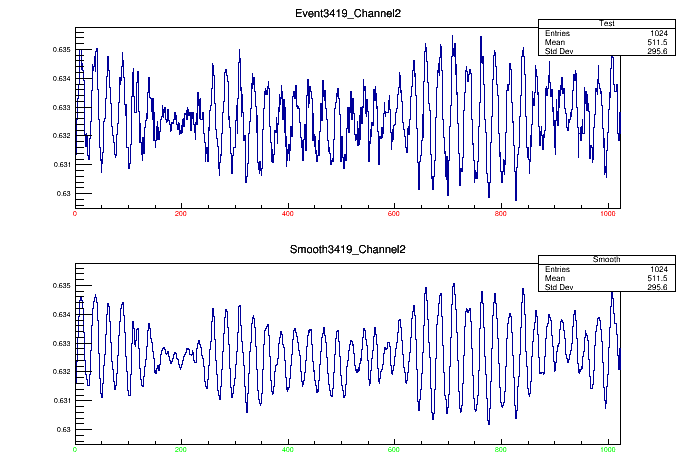 Event3419_Channel2
Test
Entries 1024
Mean 511.5
Std Dev 295.6
0.635
0.634
0.633
0.632
0.631
0.63
0 200 400 600 800 1000
Smooth3419_Channel2
Smooth
Entries 1024
Mean 511.5
Std Dev 295.6
0.635
0.634
0.633
0.632
0.631
0.63
0 200 400 600 800 1000